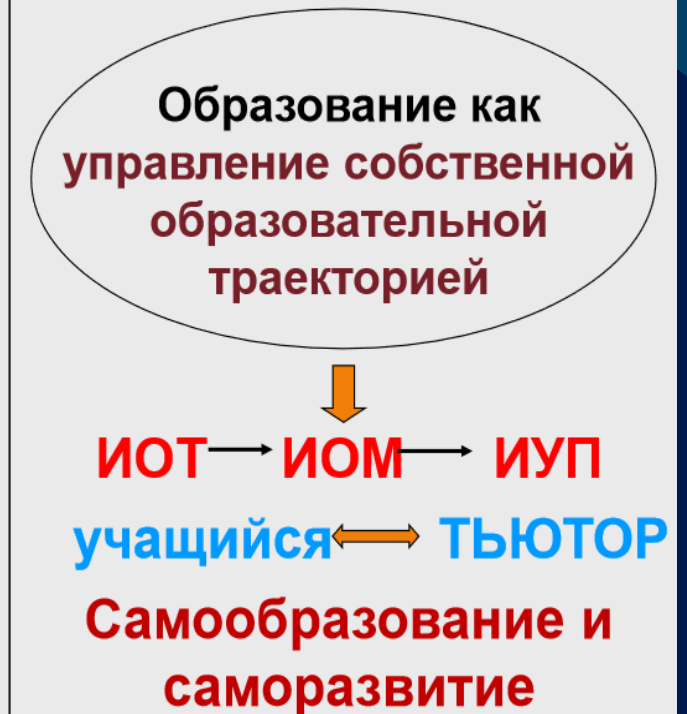 Образование как
управление собственной
образовательной
траекторией
ИОТ ИОМ ИУП
учащийся ТЬЮТОР
Самообразование и
саморазвитие